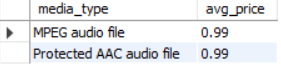 media_type avg_price
MPEG audio file 0.99
Protected AAC audio file 0.99